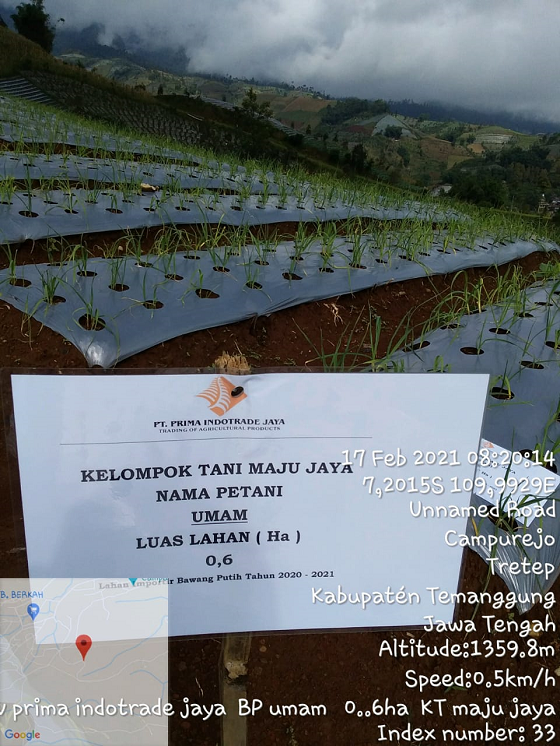 PT. PRIMA INDOTRADE JAYA
TRADING OF AGRICULTURAL PRODUCTS
KELOMPOK TANI MAJU JAYA
NAMA PETANI
UMAM
LUAS LAHAN ( Ha )
0,6
Lahan Importir Bawang Putih Tahun 2020 - 2021
17 Feb 2021 08:20:14
7,2015S 109,9929E
Unnamed Road
Campurejo
Tretep
Kabupatén Temanggung
Jawa Tengah
Altitude:1359.8m
Speed:0.5km/h
prima indotrade jaya BP umam 0..6ha KT maju jaya
Index number: 33
B. BERKAH
Google